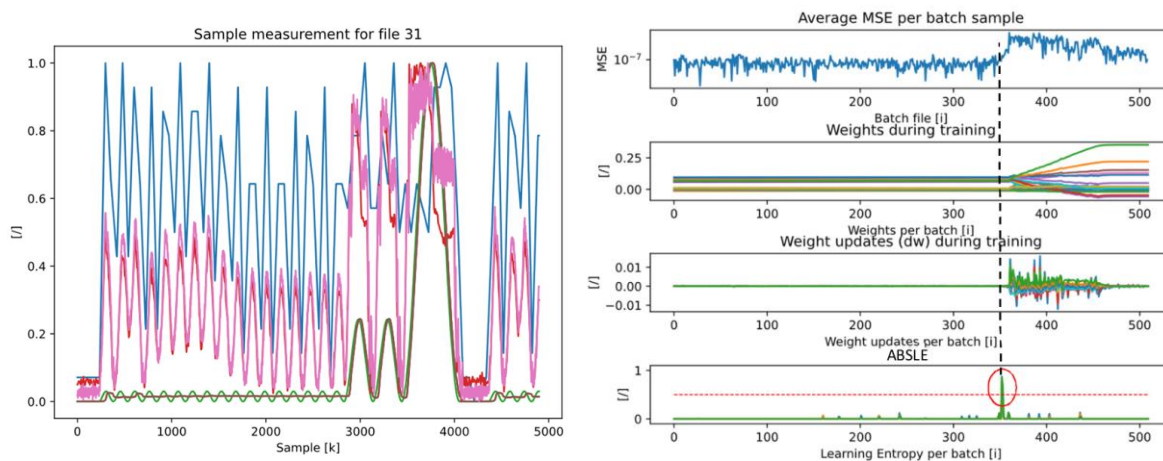 Sample measurement for file 31
1.0
0.8
0.6
0.4
0.2
0.0
[/]
0
1000
2000
3000
4000
5000
Sample [k]
Average MSE per batch sample
MSE
10⁻⁷
0 100 200 300 400 500
Batch file [i]
Weights during training
[/]
0.25
0.00
0 100 200 300 400 500
Weights per batch [i]
Weight updates (dw) during training
[/]
0.01
0.00
−0.01
0 100 200 300 400 500
Weight updates per batch [i]
ABSLE
[/]
1
0
0 100 200 300 400 500
Learning Entropy per batch [i]